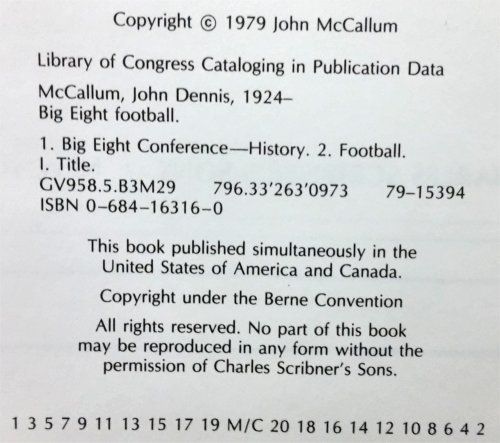 Copyright © 1979 John McCallum
Library of Congress Cataloging in Publication Data
McCallum, John Dennis, 1924–
Big Eight football.
1. Big Eight Conference—History. 2. Football.
I. Title.
GV958.5.B3M29 796.33'263'0973 79–15394
ISBN 0–684–16316–0
This book published simultaneously in the
United States of America and Canada.
Copyright under the Berne Convention
All rights reserved. No part of this book
may be reproduced in any form without the
permission of Charles Scribner's Sons.
1 3 5 7 9 11 13 15 17 19 M/C 20 18 16 14 12 10 8 6 4 2